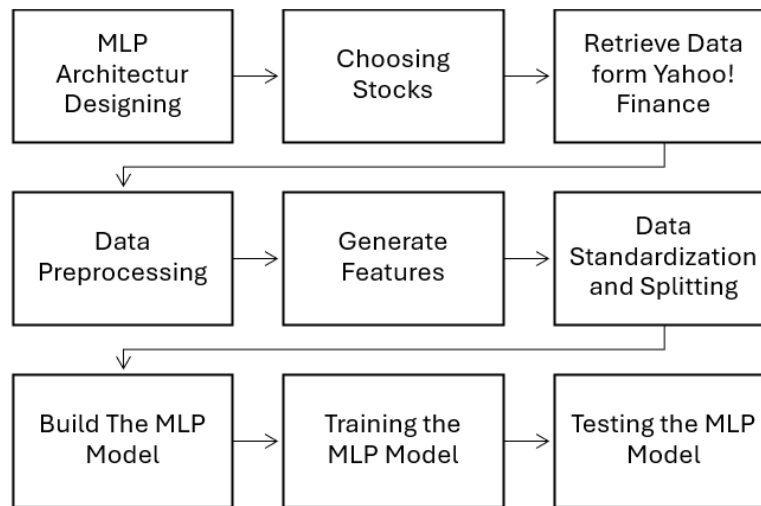 MLP
Architectur
Designing
Choosing
Stocks
Retrieve Data
form Yahoo!
Finance
Data
Preprocessing
Generate
Features
Data
Standardization
and Splitting
Build The MLP
Model
Training the
MLP Model
Testing the MLP
Model